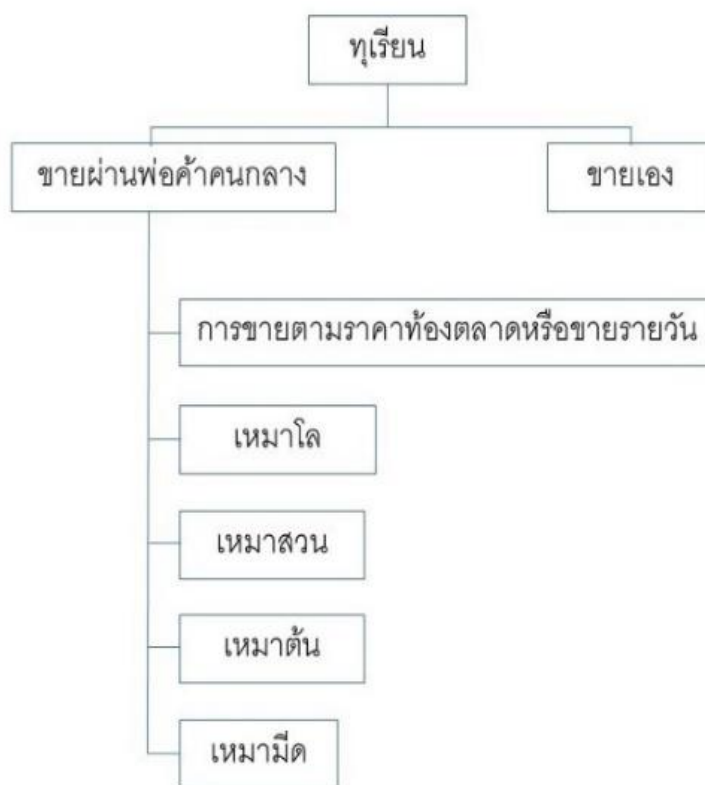 ทุเรียน
ขายผ่านพ่อค้าคนกลาง
ขายเอง
การขายตามราคาท้องตลาดหรือขายรายวัน
เหมาโล
เหมาสวน
เหมาต้น
เหมามีด